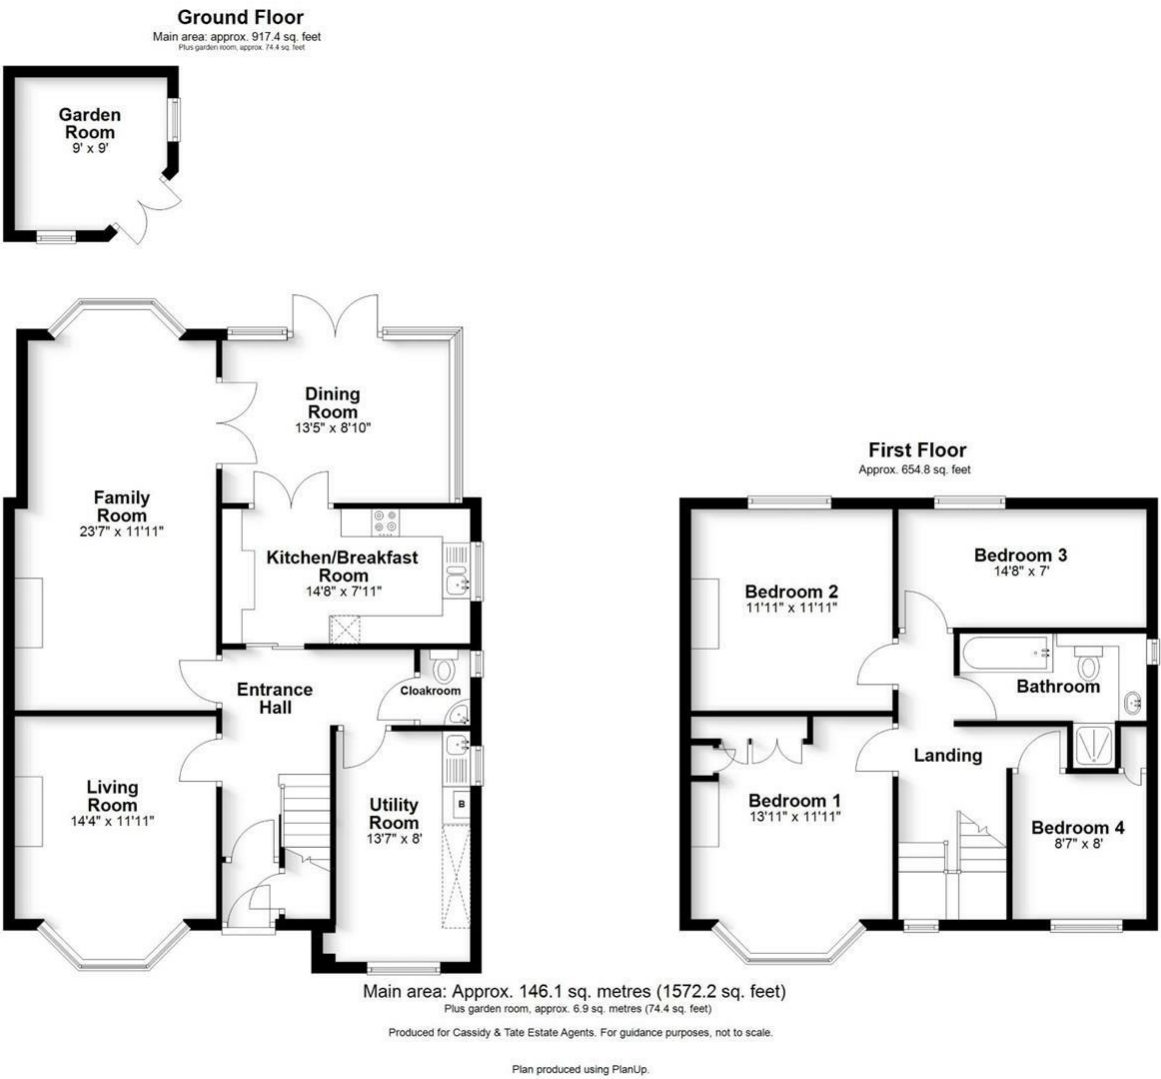 Ground Floor
Main area: approx. 917.4 sq. feet
Plus garden room, approx. 74.4 sq. feet
Garden
Room
9' x 9'
Dining
Room
13'5" x 8'10"
Family
Room
23'7" x 11'11"
Kitchen/Breakfast
Room
14'8" x 7'11"
Entrance
Hall
Cloakroom
Living
Room
14'4" x 11'11"
Utility
Room
13'7" x 8'
B
First Floor
Approx. 654.8 sq. feet
Bedroom 2
11'11" x 11'11"
Bedroom 3
14'8" x 7'
Bathroom
Landing
Bedroom 1
13'11" x 11'11"
Bedroom 4
8'7" x 8'
Main area: Approx. 146.1 sq. metres (1572.2 sq. feet)
Plus garden room, approx. 6.9 sq. metres (74.4 sq. feet)
Produced for Cassidy & Tate Estate Agents. For guidance purposes, not to scale.
Plan produced using PlanUp.